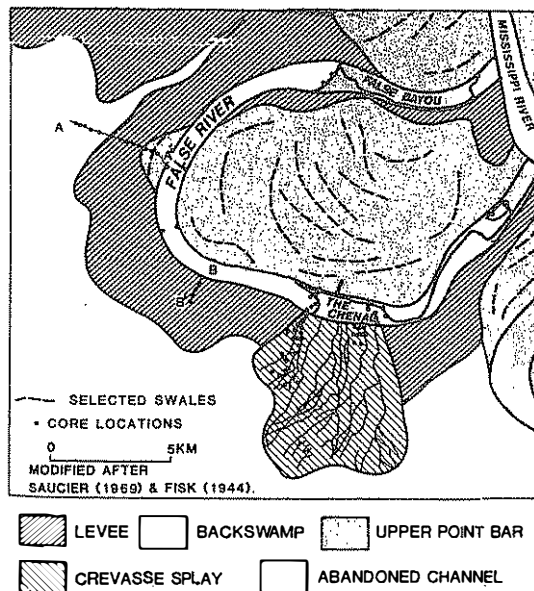 MISSISSIPPI RIVER
FALSE BAYOU
A
FALSE RIVER
B
B'
THE CHENAL
SELECTED SWALES
CORE LOCATIONS
0 5KM
MODIFIED AFTER
SAUCIER (1969) & FISK (1944).
LEVEE BACKSWAMP UPPER POINT BAR
CREVASSE SPLAY ABANDONED CHANNEL